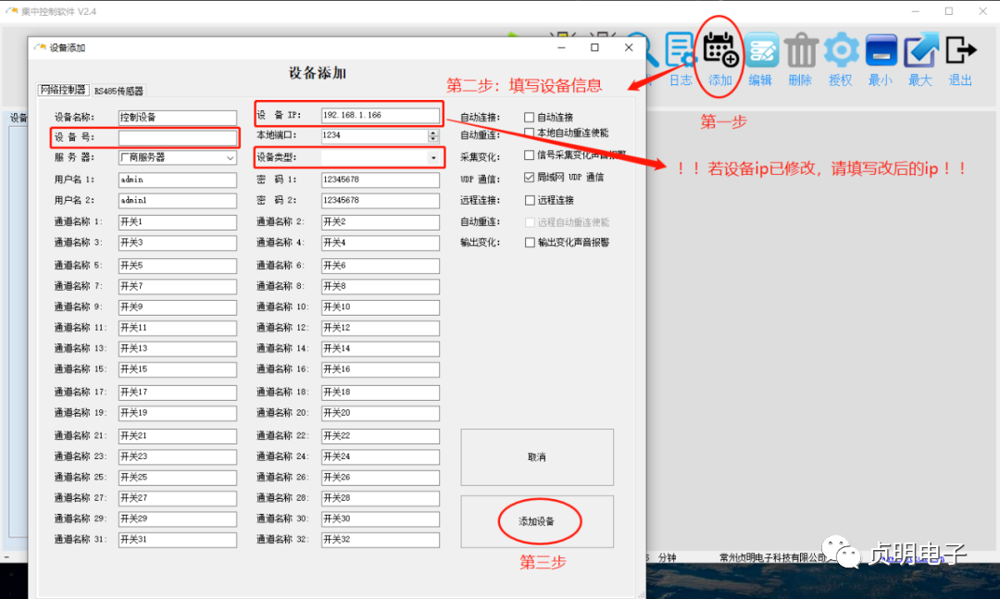 集中控制软件 V2.4
设备添加
设备添加
网络控制器 RS485传感器
第二步：填写设备信息
日志 添加 编辑 删除 授权 最小 最大 退出
第一步
设备
设备名称: 控制设备 设 备 IP: 192.168.1.166 自动连接: 自动连接
设 备 号: 本地端口: 1234 自动重连: 本地自动重连使能
服 务 器: 厂商服务器 设备类型: 采集变化: 信号采集变化声音报警
！！若设备ip已修改，请填写改后的ip！！
用户名 1: admin 密 码 1: 12345678 UDP 通信: 局域网 UDP 通信
用户名 2: admin1 密 码 2: 12345678 远程连接: 远程连接
通道名称 1: 开关1 通道名称 2: 开关2 自动重连: 远程自动重连使能
通道名称 3: 开关3 通道名称 4: 开关4 输出变化: 输出变化声音报警
通道名称 5: 开关5 通道名称 6: 开关6
通道名称 7: 开关7 通道名称 8: 开关8
通道名称 9: 开关9 通道名称 10: 开关10
通道名称 11: 开关11 通道名称 12: 开关12
通道名称 13: 开关13 通道名称 14: 开关14
通道名称 15: 开关15 通道名称 16: 开关16
通道名称 17: 开关17 通道名称 18: 开关18
通道名称 19: 开关19 通道名称 20: 开关20
通道名称 21: 开关21 通道名称 22: 开关22
通道名称 23: 开关23 通道名称 24: 开关24
取消
通道名称 25: 开关25 通道名称 26: 开关26
通道名称 27: 开关27 通道名称 28: 开关28
通道名称 29: 开关29 通道名称 30: 开关30
添加设备
通道名称 31: 开关31 通道名称 32: 开关32
第三步
5 分钟 常州贞明电子科技有限公司
贞明电子